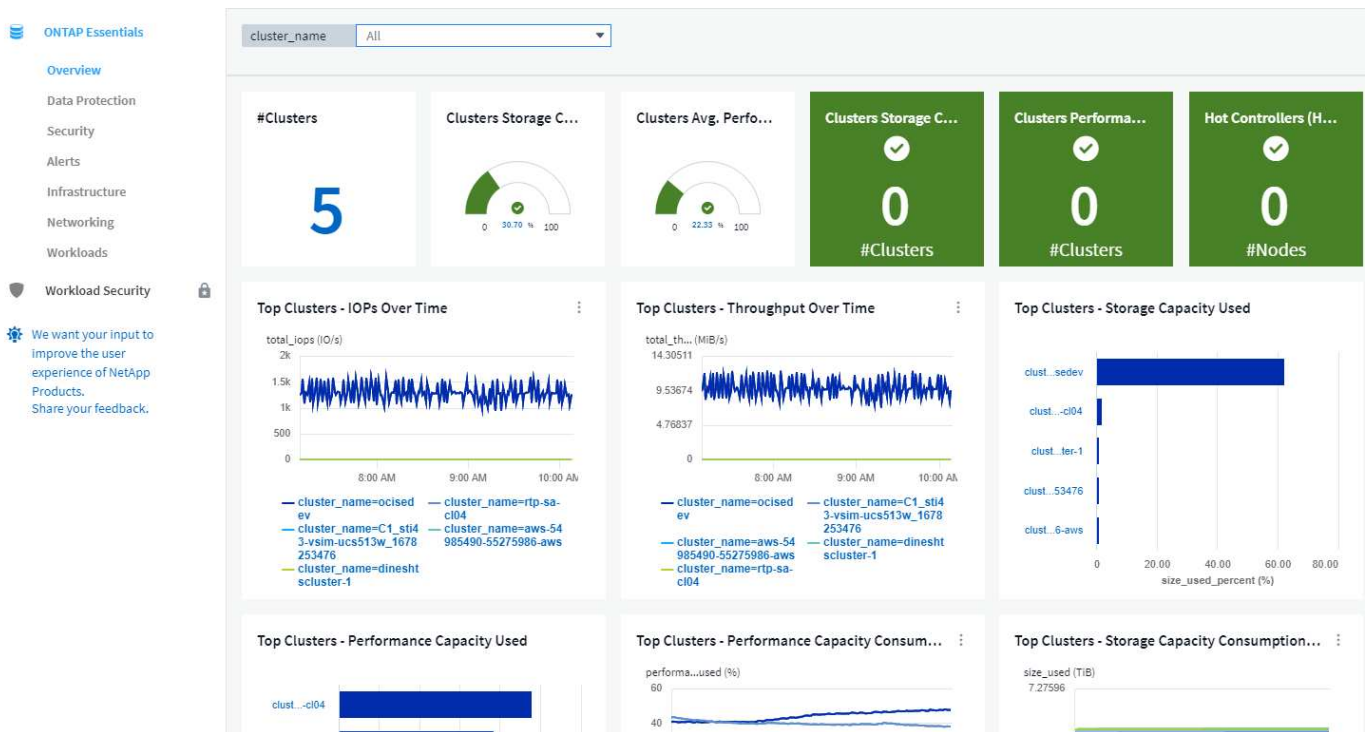 ONTAP Essentials
Overview
Data Protection
Security
Alerts
Infrastructure
Networking
Workloads
Workload Security
We want your input to
improve the user
experience of NetApp
Products.
Share your feedback.
cluster_name
All
#Clusters
5
Clusters Storage C...
0
30.70 %
100
Clusters Avg. Perfo...
0
22.33 %
100
Clusters Storage C...
0
#Clusters
Clusters Performa...
0
#Clusters
Hot Controllers (H...
0
#Nodes
Top Clusters - IOPs Over Time
total_iops (IO/s)
2k
1.5k
1k
500
0
8:00 AM
9:00 AM
10:00 AM
cluster_name=ocised
ev
cluster_name=rtp-sa-
cl04
cluster_name=C1_sti4
3-vsim-ucs513w_1678
253476
cluster_name=aws-54
985490-55275986-aws
cluster_name=dinesht
scluster-1
Top Clusters - Throughput Over Time
total_th... (MiB/s)
14.30511
9.53674
4.76837
0
8:00 AM
9:00 AM
10:00 AM
cluster_name=ocised
ev
cluster_name=C1_sti4
3-vsim-ucs513w_1678
253476
cluster_name=aws-54
985490-55275986-aws
cluster_name=dinesht
scluster-1
cluster_name=rtp-sa-
cl04
Top Clusters - Storage Capacity Used
clust...sedev
clust...-cl04
clust...ter-1
clust...53476
clust...6-aws
0
20.00
40.00
60.00
80.00
size_used_percent (%)
Top Clusters - Performance Capacity Used
clust...-cl04
Top Clusters - Performance Capacity Consum...
performa...used (%)
60
40
Top Clusters - Storage Capacity Consumption...
size_used (TiB)
7.27596